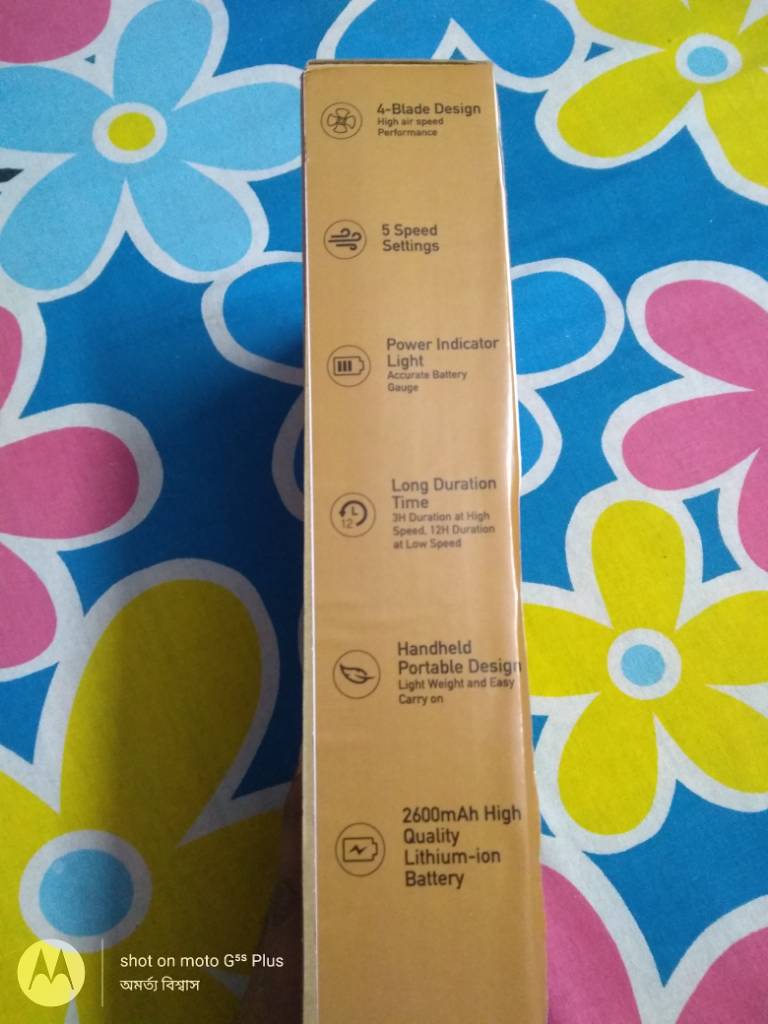 4-Blade Design
High air speed
Performance
5 Speed
Settings
Power Indicator
Light
Accurate Battery
Gauge
12
Long Duration
Time
3H Duration at High
Speed, 12H Duration
at Low Speed
Handheld
Portable Design
Light Weight and Easy
Carry on
2600mAh High
Quality
Lithium-ion
Battery
shot on moto G⁵⁵ Plus
অমর্ত্য বিশ্বাস